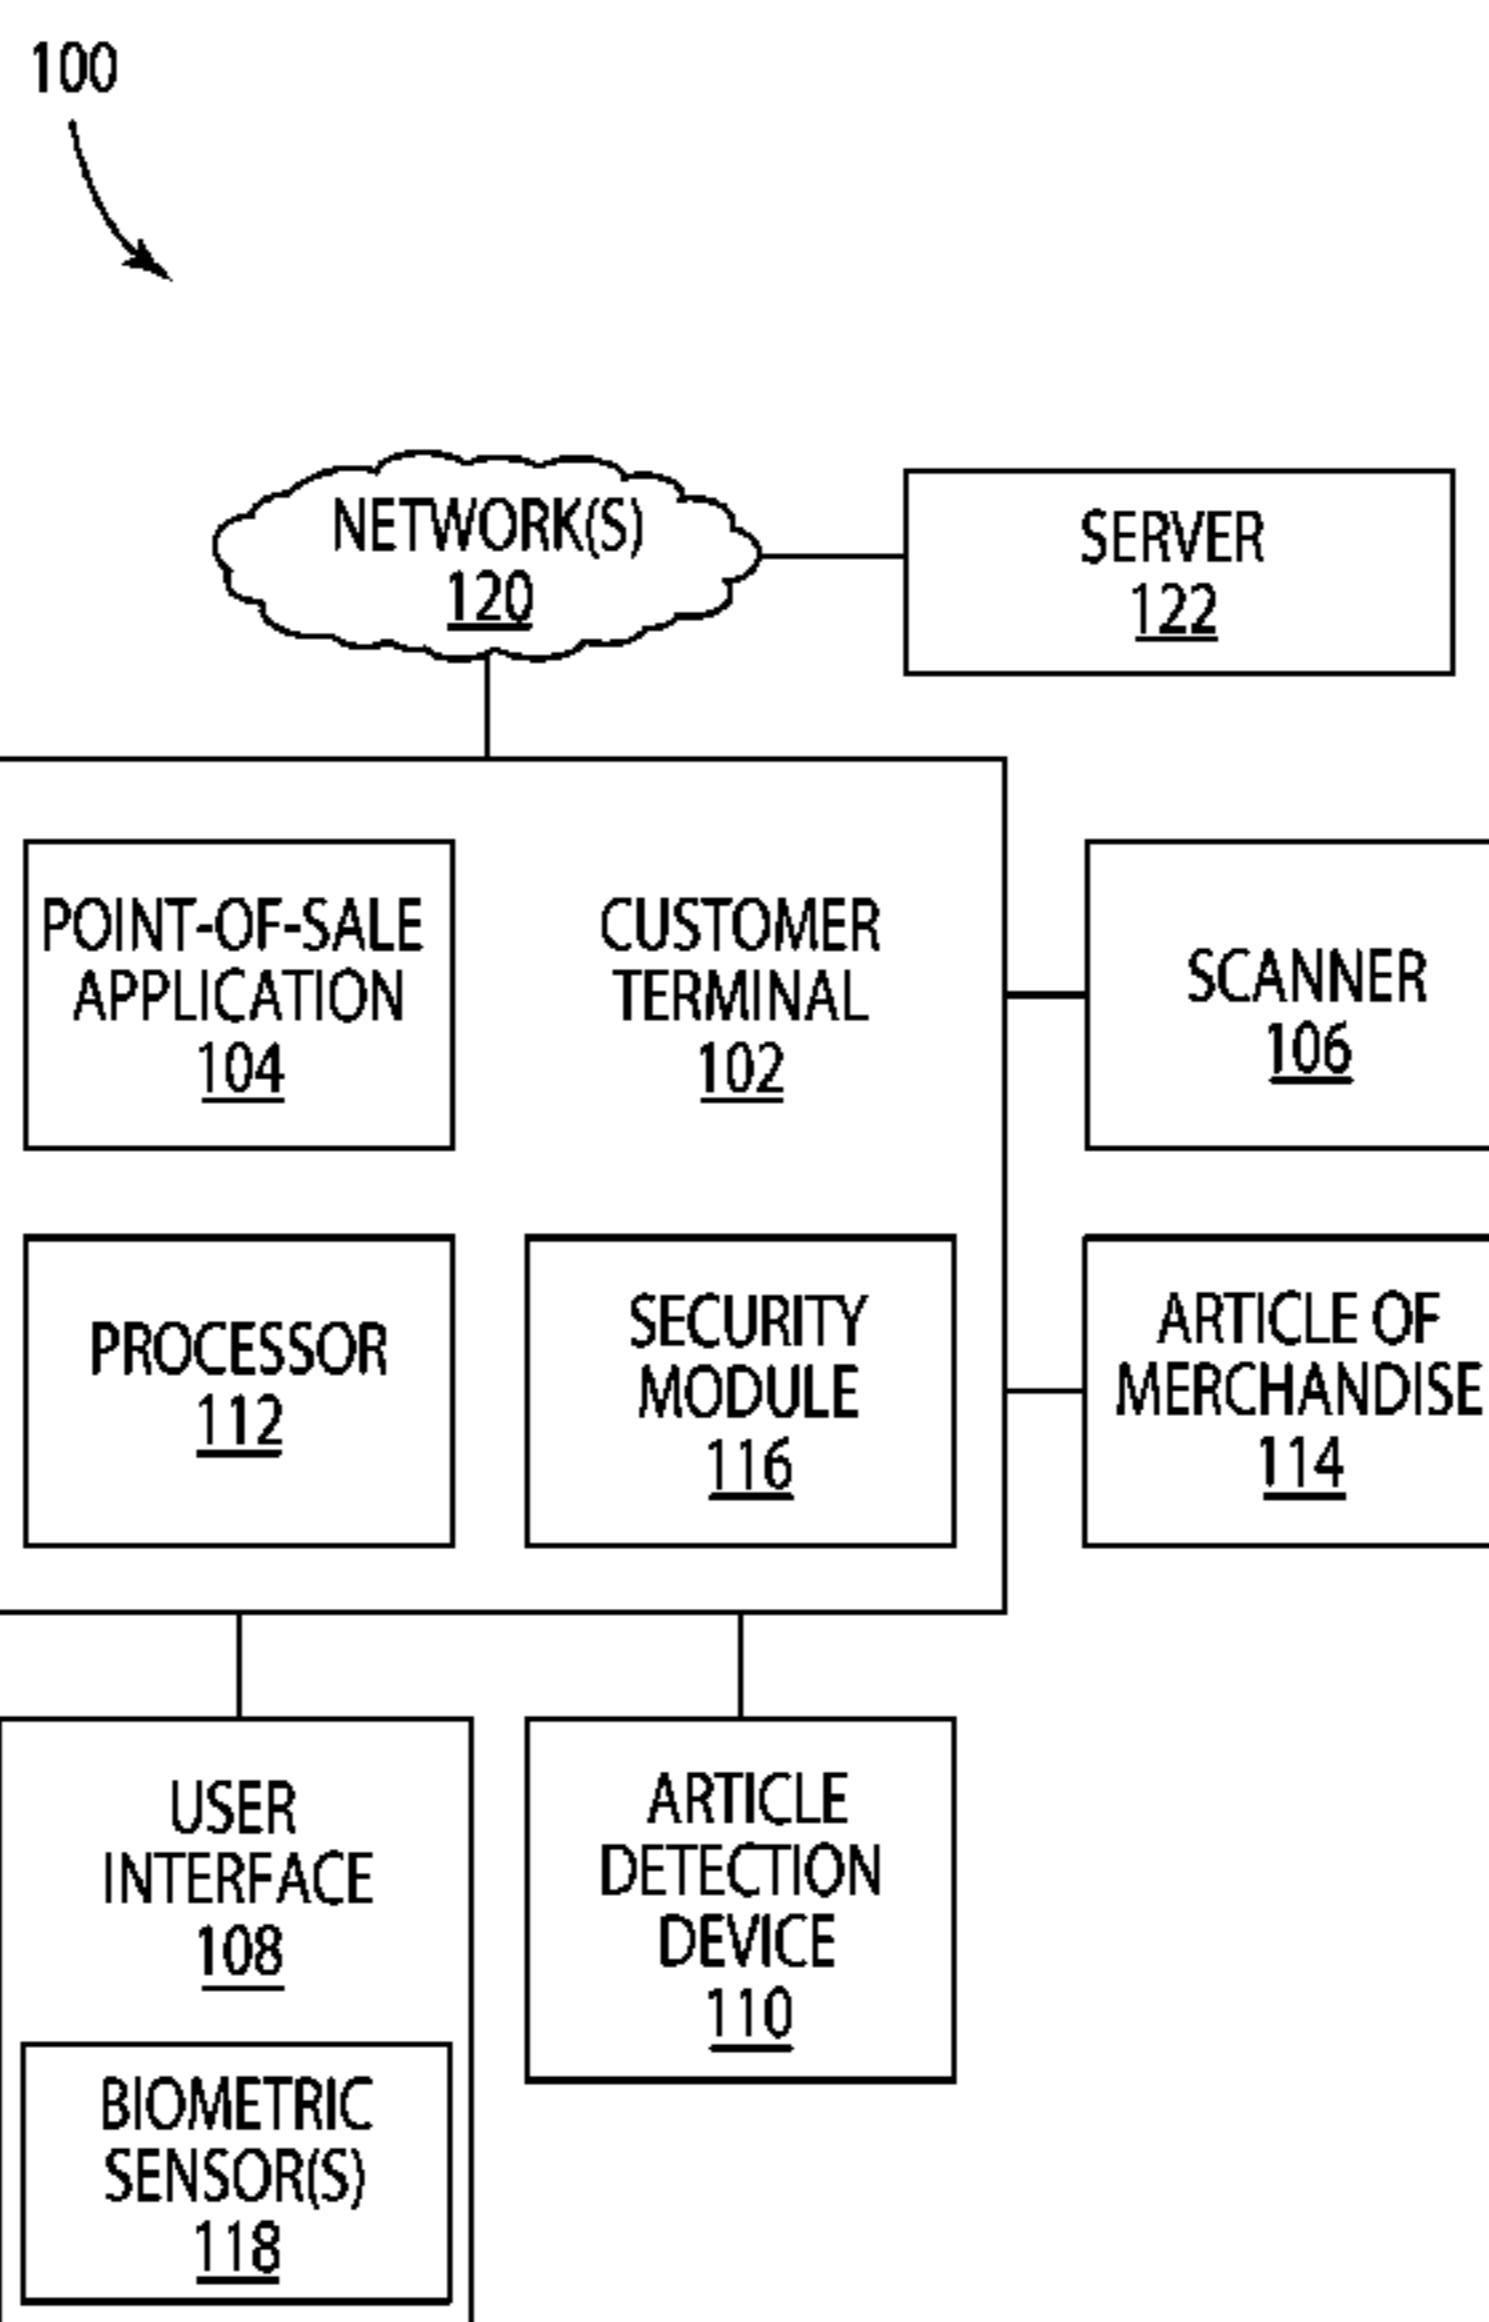 100
NETWORK(S)
120
SERVER
122
POINT-OF-SALE
APPLICATION
104
CUSTOMER
TERMINAL
102
SCANNER
106
PROCESSOR
112
SECURITY
MODULE
116
ARTICLE OF
MERCHANDISE
114
USER
INTERFACE
108
ARTICLE
DETECTION
DEVICE
110
BIOMETRIC
SENSOR(S)
118